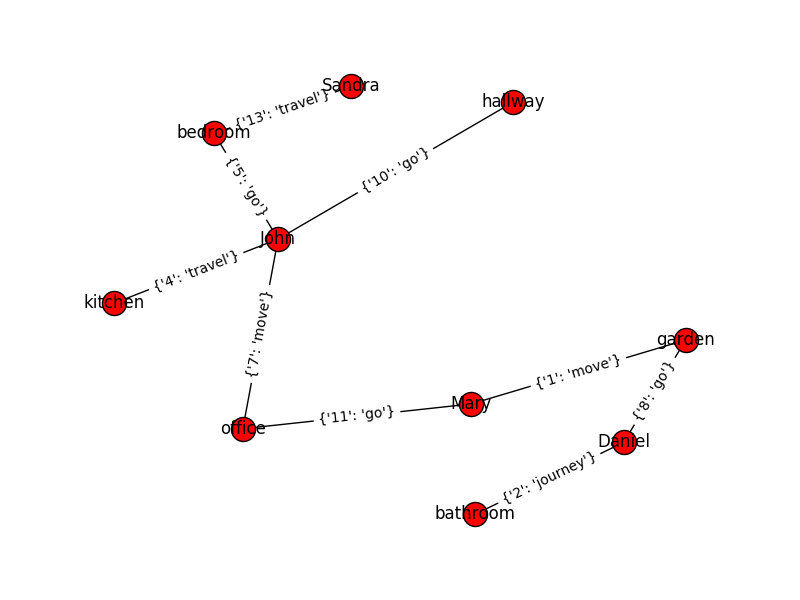 Sandra
hallway
{'13': 'travel'}
bedroom
{'10': 'go'}
{'5': 'go'}
John
{'4': 'travel'}
kitchen
{'7': 'move'}
garden
{'1': 'move'}
{'8': 'go'}
Mary
{'11': 'go'}
office
Daniel
{'2': 'journey'}
bathroom